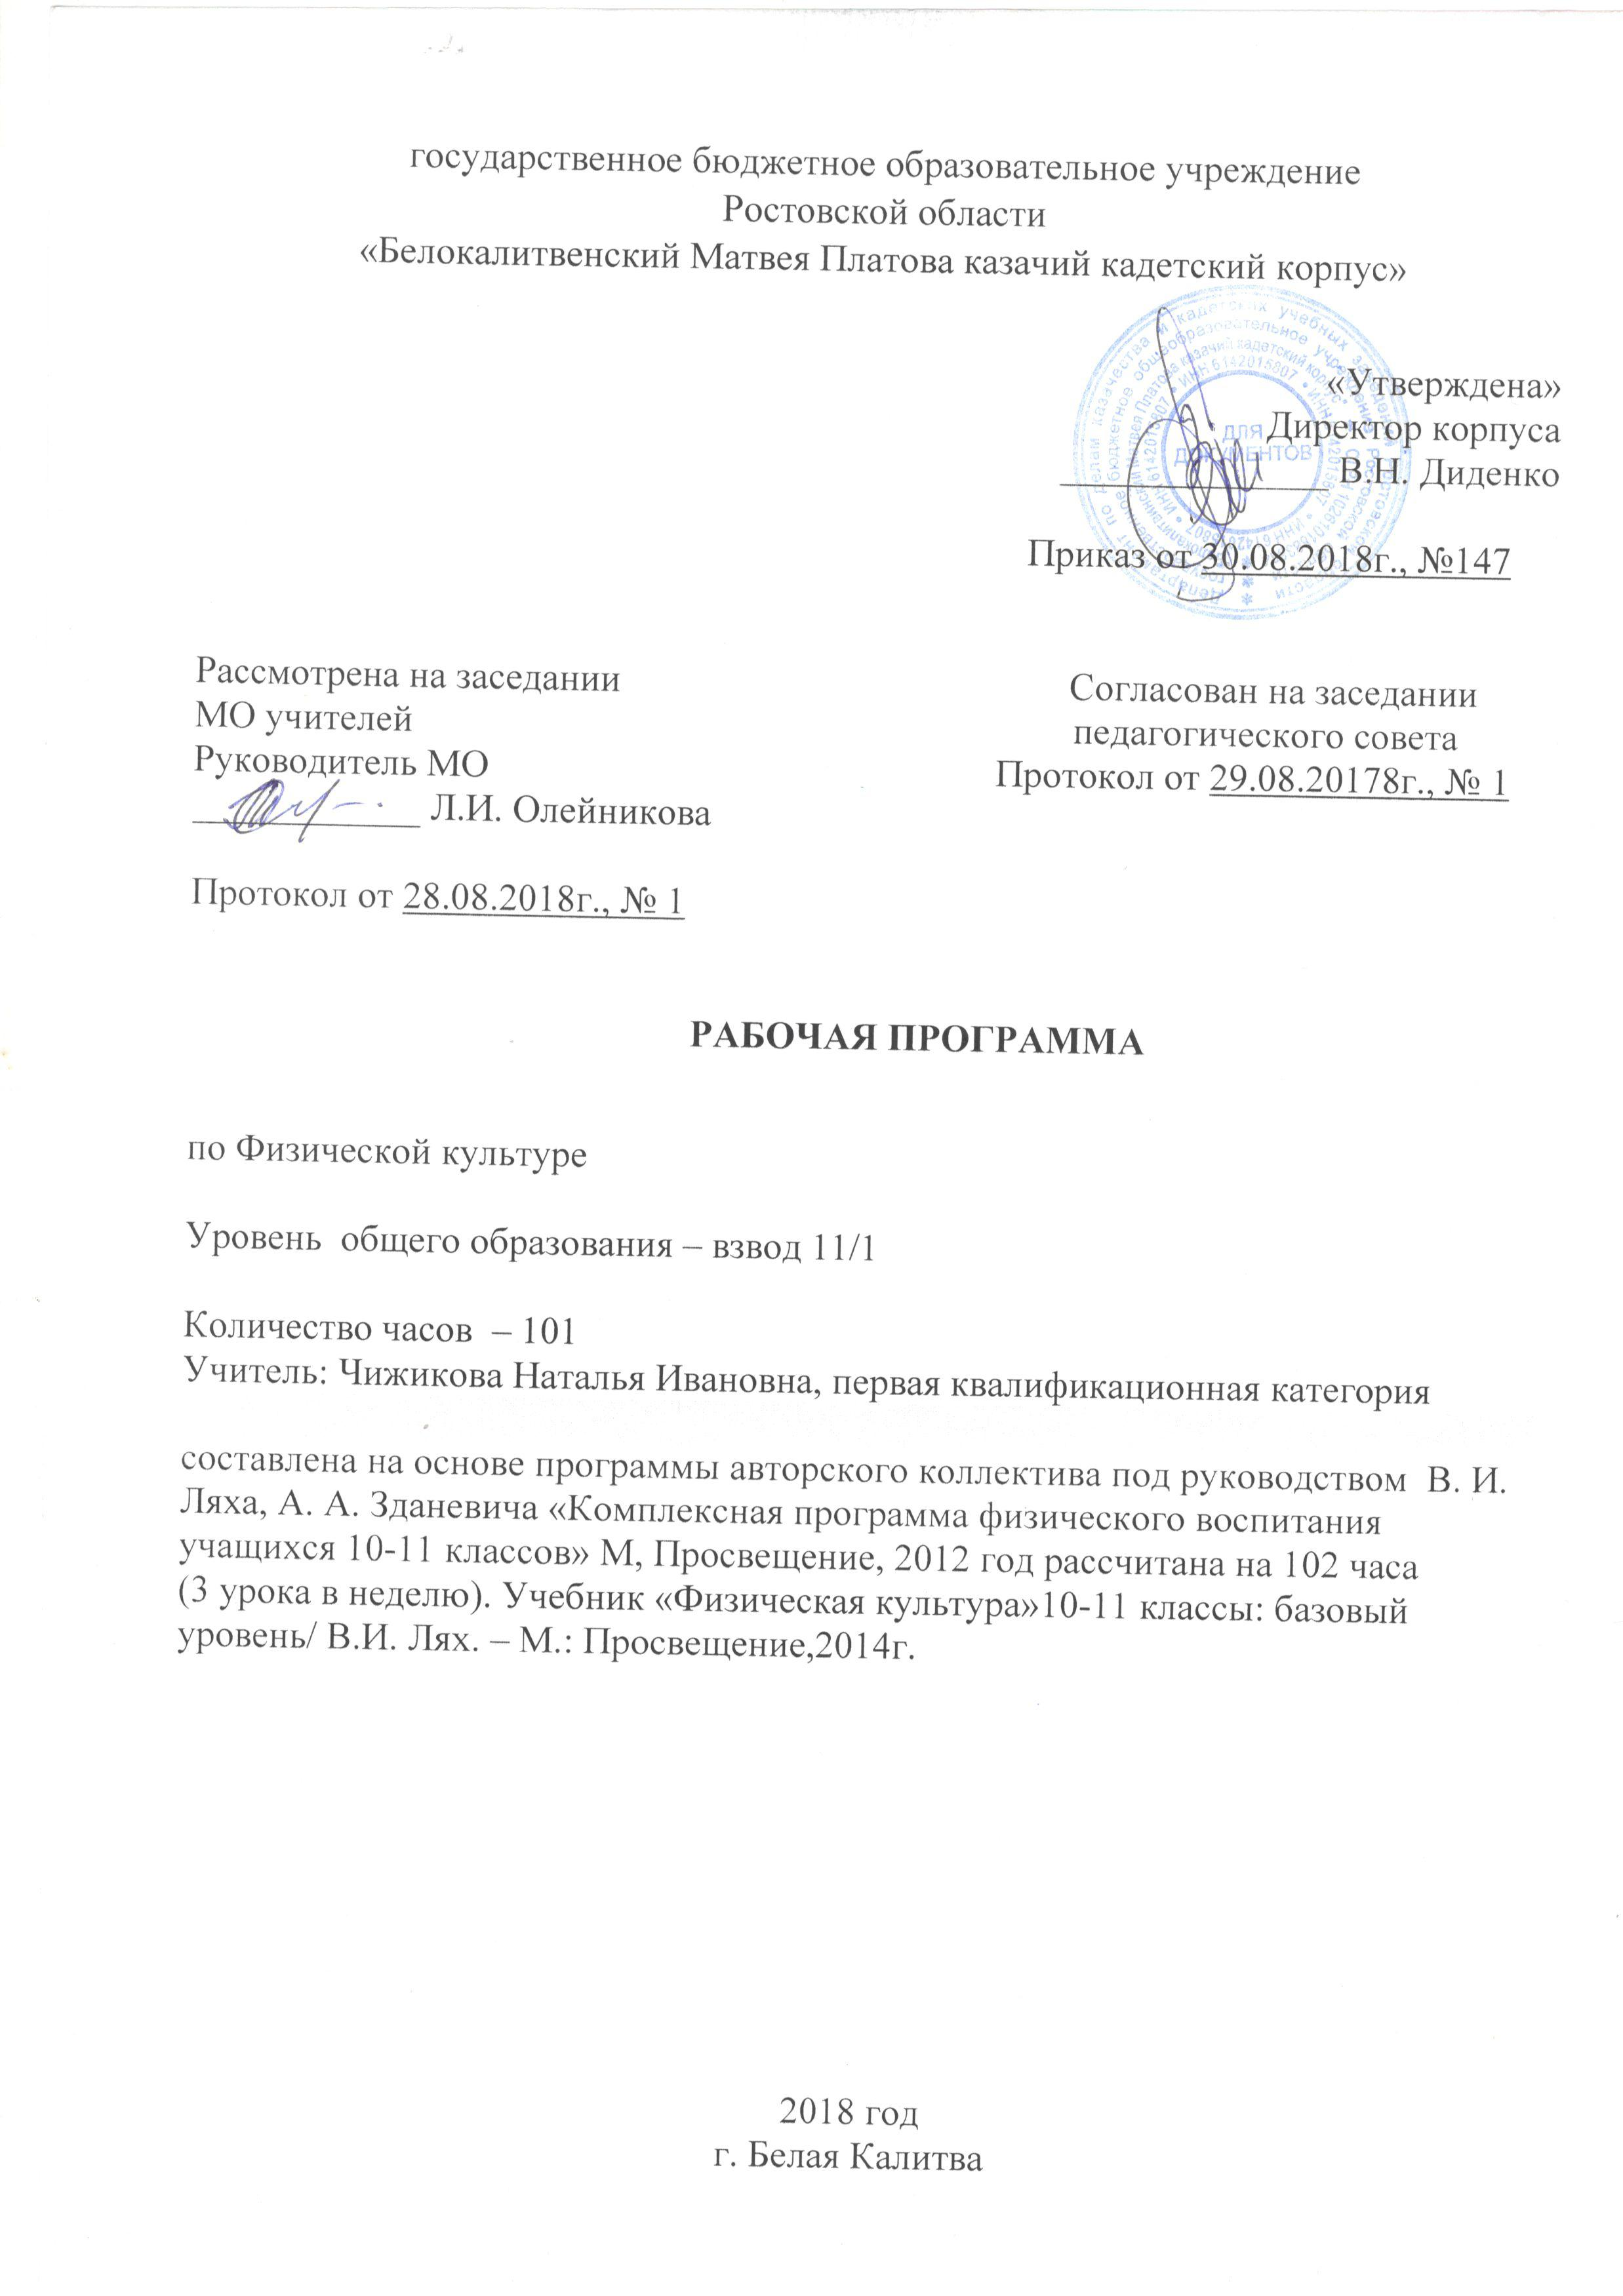 государственное бюджетное образовательное учреждение
Ростовской области
«Белокалитвенский Матвея Платова казачий кадетский корпус»
«Утверждена»
Директор корпуса
В.Н. Диденко
ДЛЯ
ДОКУМЕНТОВ
Приказ от 30.08.2018г., №147
Рассмотрена на заседании
МО учителей
Руководитель МО
Л.И. Олейникова
Протокол от 28.08.2018г., № 1
Согласован на заседании
педагогического совета
Протокол от 29.08.20178г., № 1
РАБОЧАЯ ПРОГРАММА
по Физической культуре
Уровень общего образования – взвод 11/1
Количество часов – 101
Учитель: Чижикова Наталья Ивановна, первая квалификационная категория
составлена на основе программы авторского коллектива под руководством В. И.
Ляха, А. А. Зданевича «Комплексная программа физического воспитания
учащихся 10-11 классов» М, Просвещение, 2012 год рассчитана на 102 часа
(3 урока в неделю). Учебник «Физическая культура»10-11 классы: базовый
уровень/ В.И. Лях. – М.: Просвещение,2014г.
2018 год
г. Белая Калитва